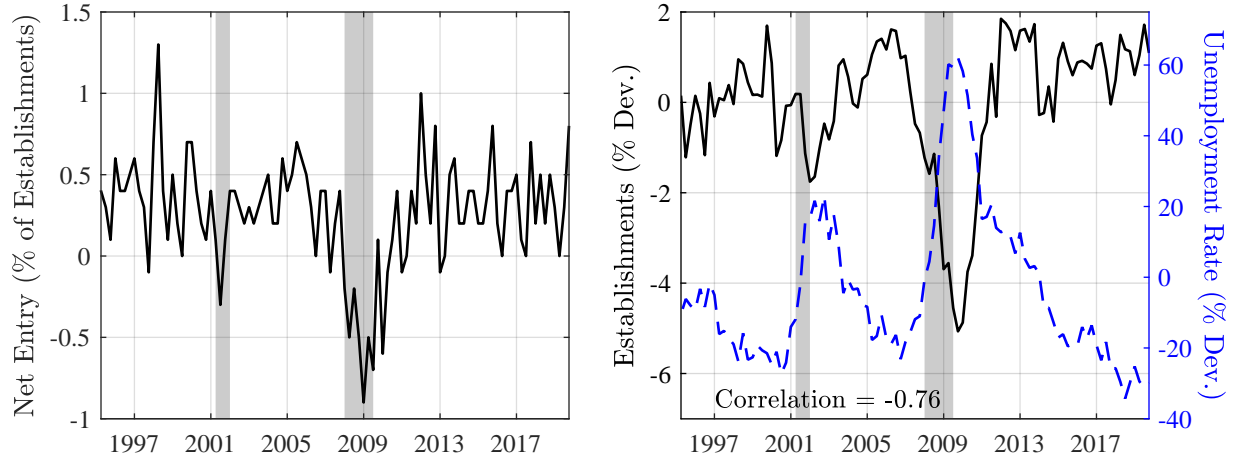 Net Entry (% of Establishments)
1.5
1
0.5
0
-0.5
-1
1997 2001 2005 2009 2013 2017
Establishments (% Dev.)
2
0
-2
-4
-6
Correlation = -0.76
1997 2001 2005 2009 2013 2017
60
40
20
0
-20
-40
Unemployment Rate (% Dev.)